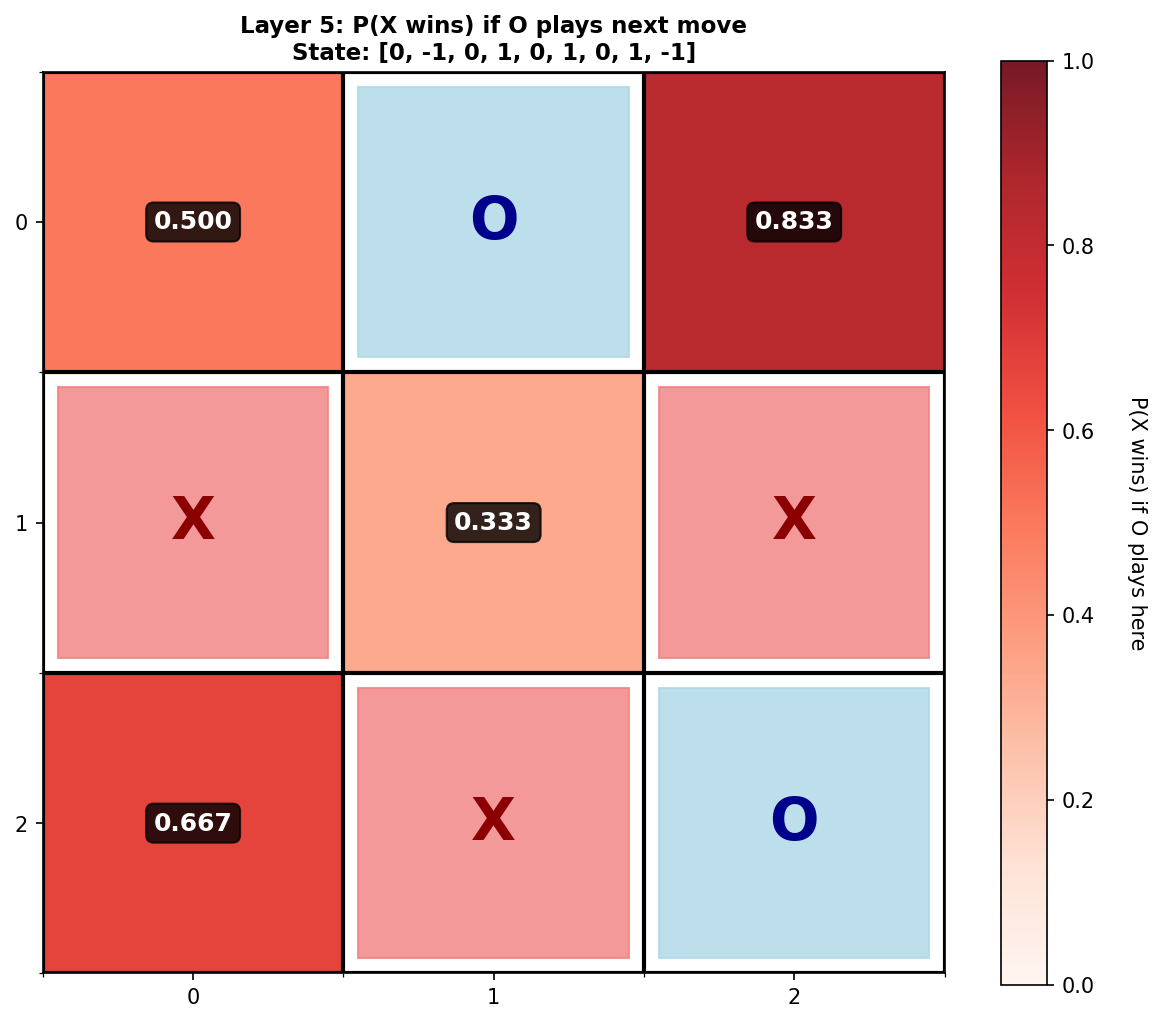 Layer 5: P(X wins) if O plays next move
State: [0, -1, 0, 1, 0, 1, 0, 1, -1]
0.500
O
0.833
X
0.333
X
0.667
X
O
0
1
2
0
1
2
1.0
0.8
0.6
0.4
0.2
0.0
P(X wins) if O plays here